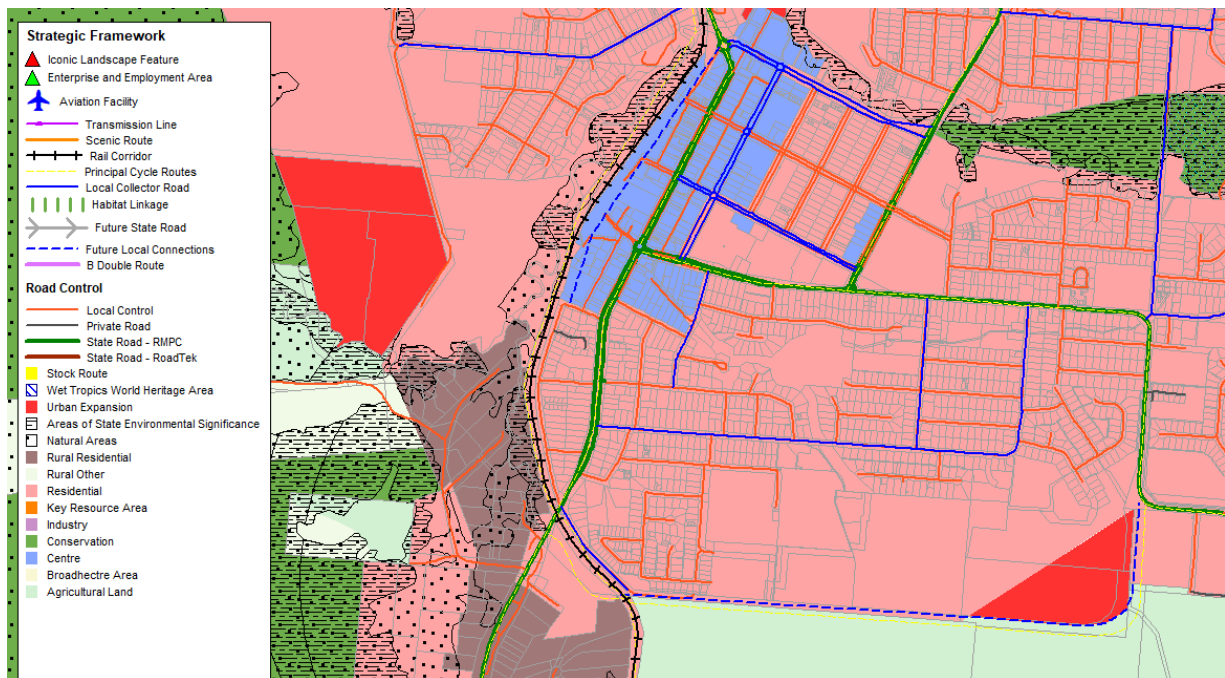 Strategic Framework
Iconic Landscape Feature
Enterprise and Employment Area
Aviation Facility
Transmission Line
Scenic Route
Rail Corridor
Principal Cycle Routes
Local Collector Road
Habitat Linkage
Future State Road
Future Local Connections
B Double Route
Road Control
Local Control
Private Road
State Road - RMPC
State Road - RoadTek
Stock Route
Wet Tropics World Heritage Area
Urban Expansion
Areas of State Environmental Significance
Natural Areas
Rural Residential
Rural Other
Residential
Key Resource Area
Industry
Conservation
Centre
Broadhectre Area
Agricultural Land